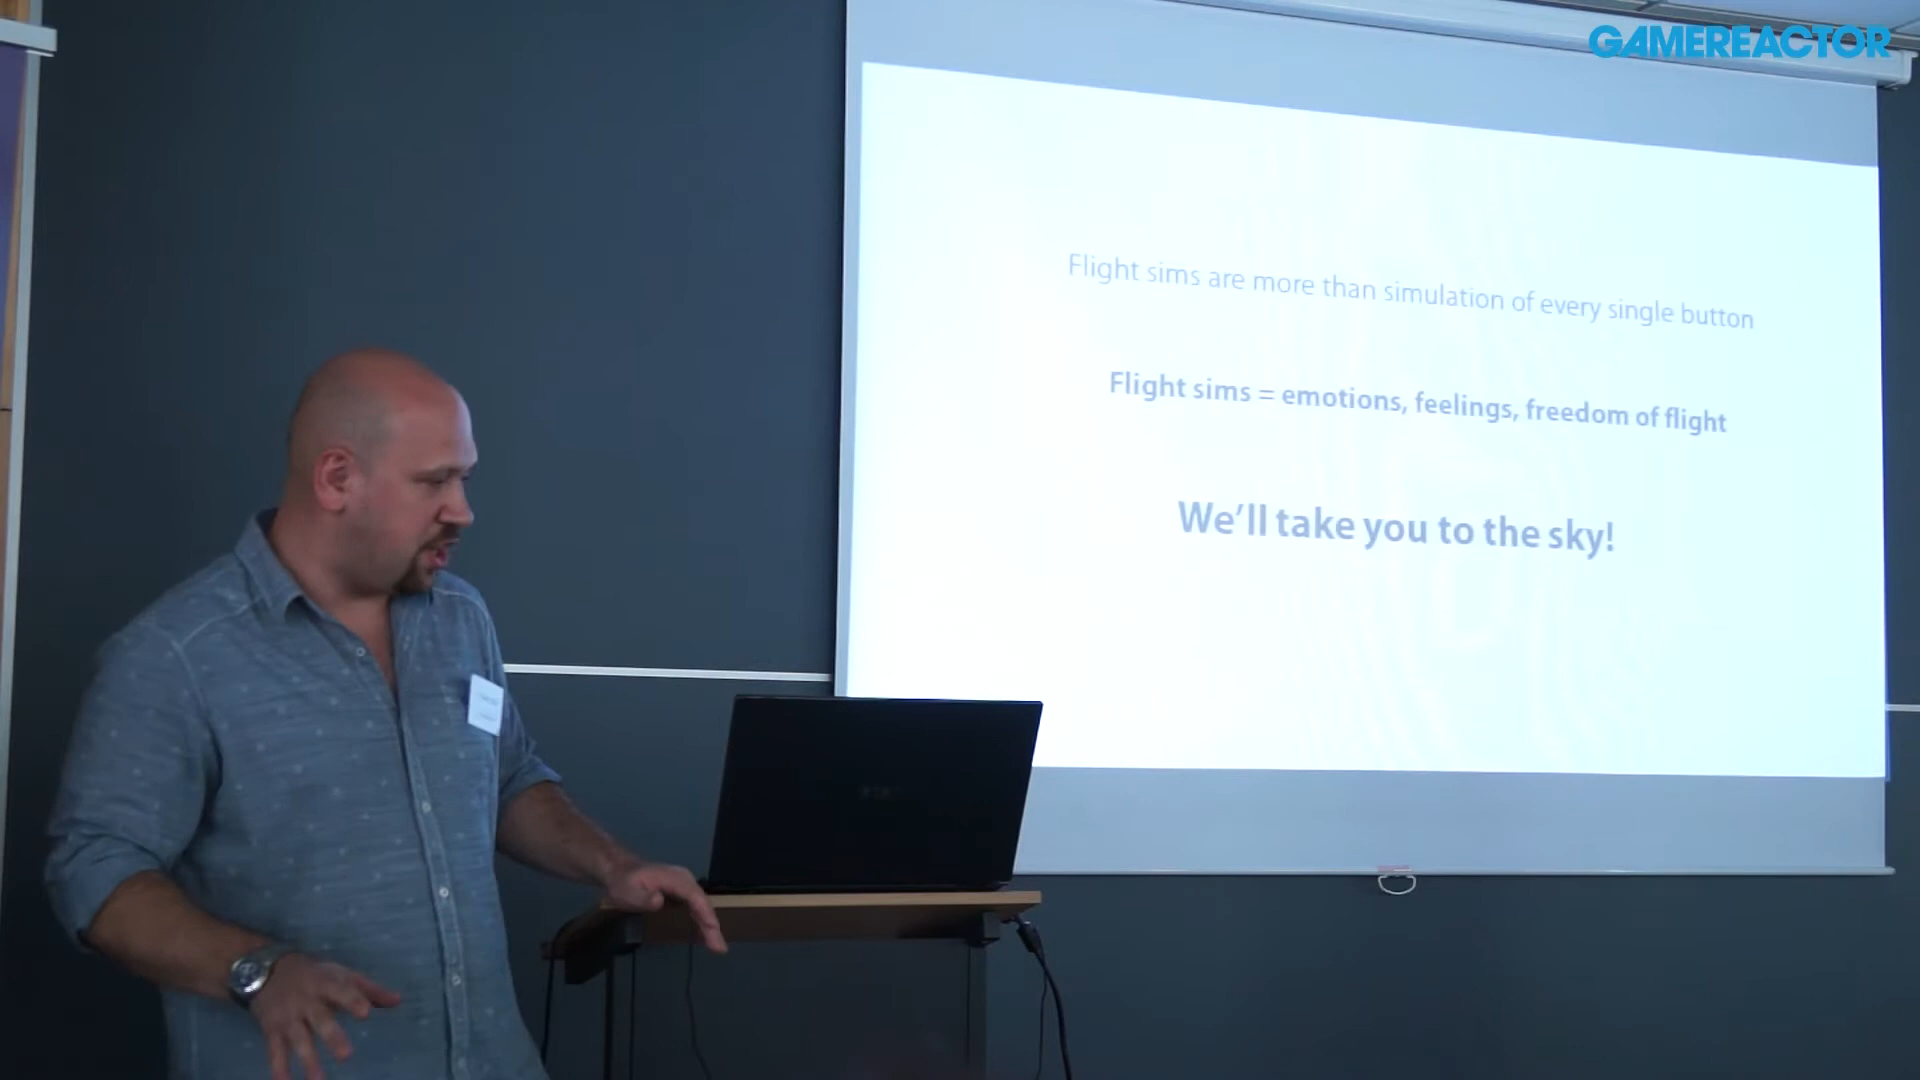 GAMEREACTOR
Flight sims are more than simulation of every single button
Flight sims = emotions, feelings, freedom of flight
We'll take you to the sky!